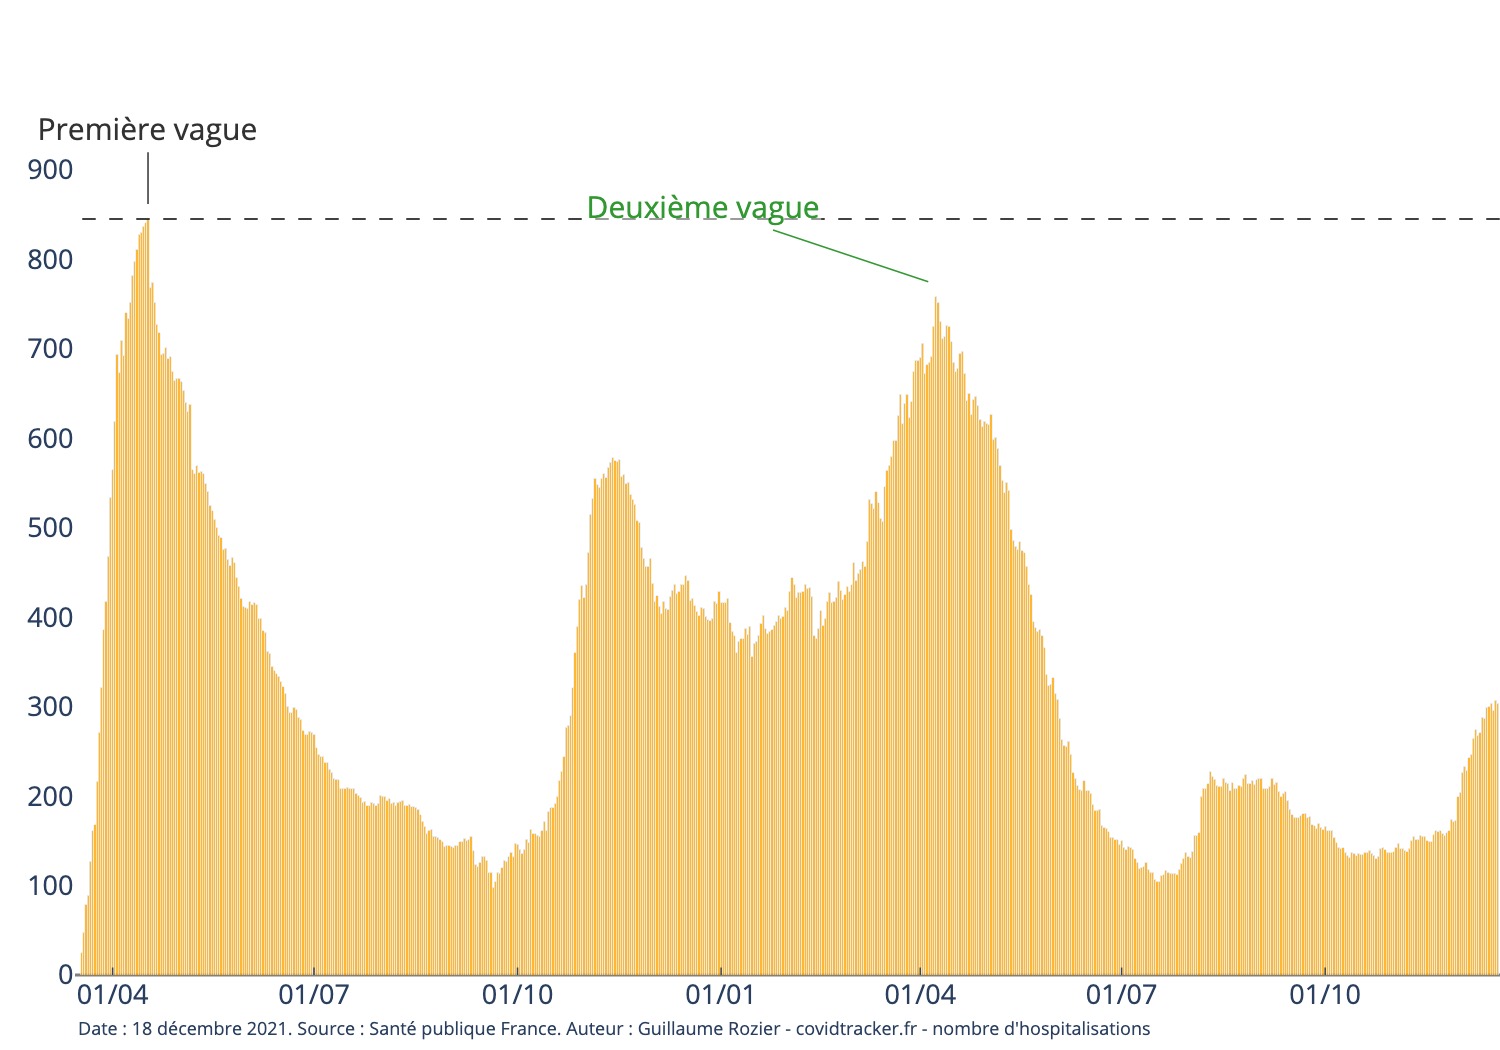 Première vague
900
Deuxième vague
800
700
600
500
400
300
200
100
0
01/04 01/07 01/10 01/01 01/04 01/07 01/10
Date : 18 décembre 2021. Source : Santé publique France. Auteur : Guillaume Rozier - covidtracker.fr - nombre d'hospitalisations